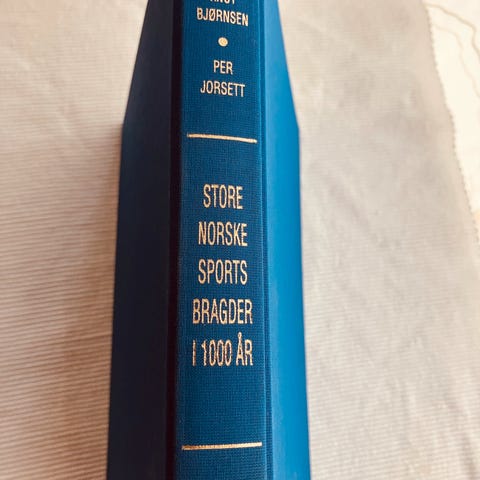 BJØRNSEN
PER
JORSETT
STORE
NORSKE
SPORTS
BRAGDER
I 1000 ÅR